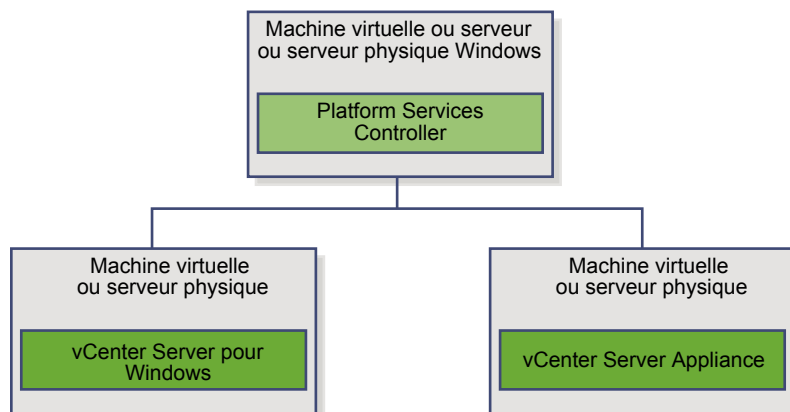 Machine virtuelle ou serveur
ou serveur physique Windows
Platform Services
Controller
Machine virtuelle
ou serveur physique
vCenter Server pour
Windows
Machine virtuelle
ou serveur physique
vCenter Server Appliance